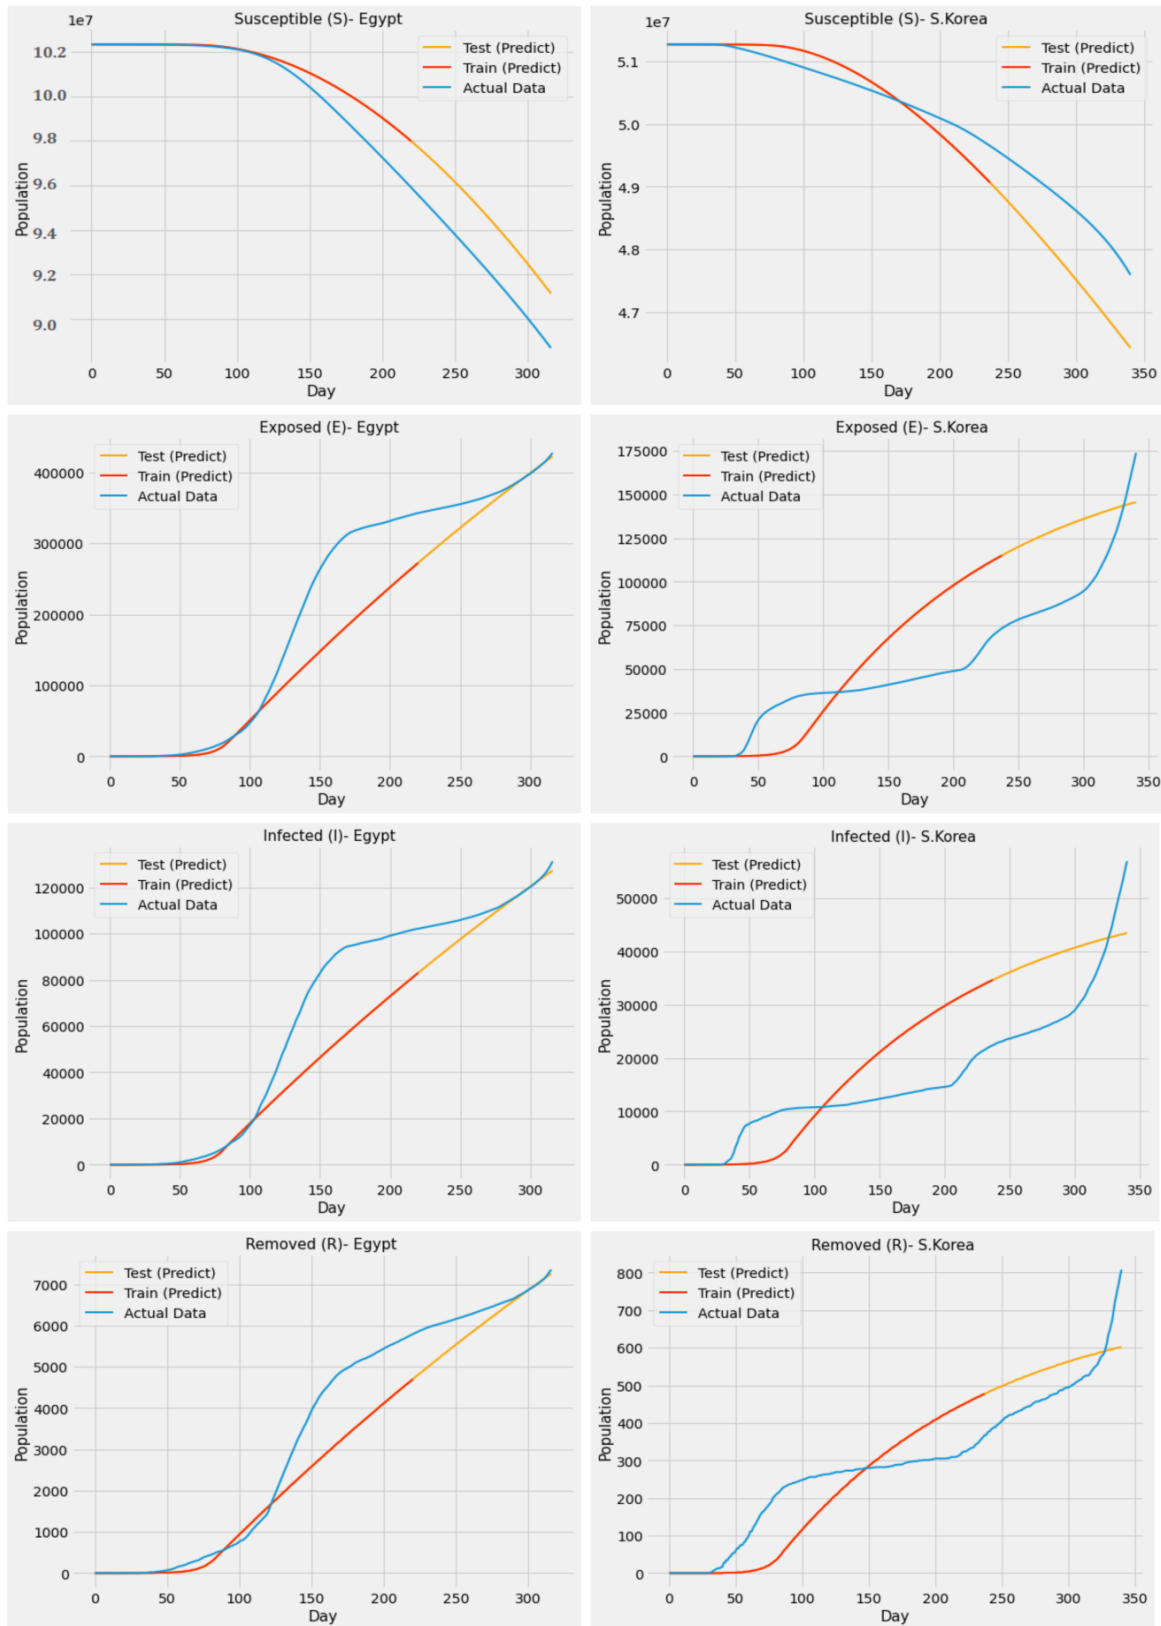 Susceptible (S)- Egypt
1e7
Test (Predict)
Train (Predict)
Actual Data
10.2
10.0
9.8
9.6
9.4
9.2
9.0
Population
0 50 100 150 200 250 300
Day
Susceptible (S)- S.Korea
1e7
Test (Predict)
Train (Predict)
Actual Data
5.1
5.0
4.9
4.8
4.7
Population
0 50 100 150 200 250 300 350
Day
Exposed (E)- Egypt
Test (Predict)
Train (Predict)
Actual Data
400000
300000
200000
100000
0
Population
0 50 100 150 200 250 300
Day
Exposed (E)- S.Korea
Test (Predict)
Train (Predict)
Actual Data
175000
150000
125000
100000
75000
50000
25000
0
Population
0 50 100 150 200 250 300 350
Day
Infected (I)- Egypt
Test (Predict)
Train (Predict)
Actual Data
120000
100000
80000
60000
40000
20000
0
Population
0 50 100 150 200 250 300
Day
Infected (I)- S.Korea
Test (Predict)
Train (Predict)
Actual Data
50000
40000
30000
20000
10000
0
Population
0 50 100 150 200 250 300 350
Day
Removed (R)- Egypt
Test (Predict)
Train (Predict)
Actual Data
7000
6000
5000
4000
3000
2000
1000
0
Population
0 50 100 150 200 250 300
Day
Removed (R)- S.Korea
Test (Predict)
Train (Predict)
Actual Data
800
700
600
500
400
300
200
100
0
Population
0 50 100 150 200 250 300 350
Day